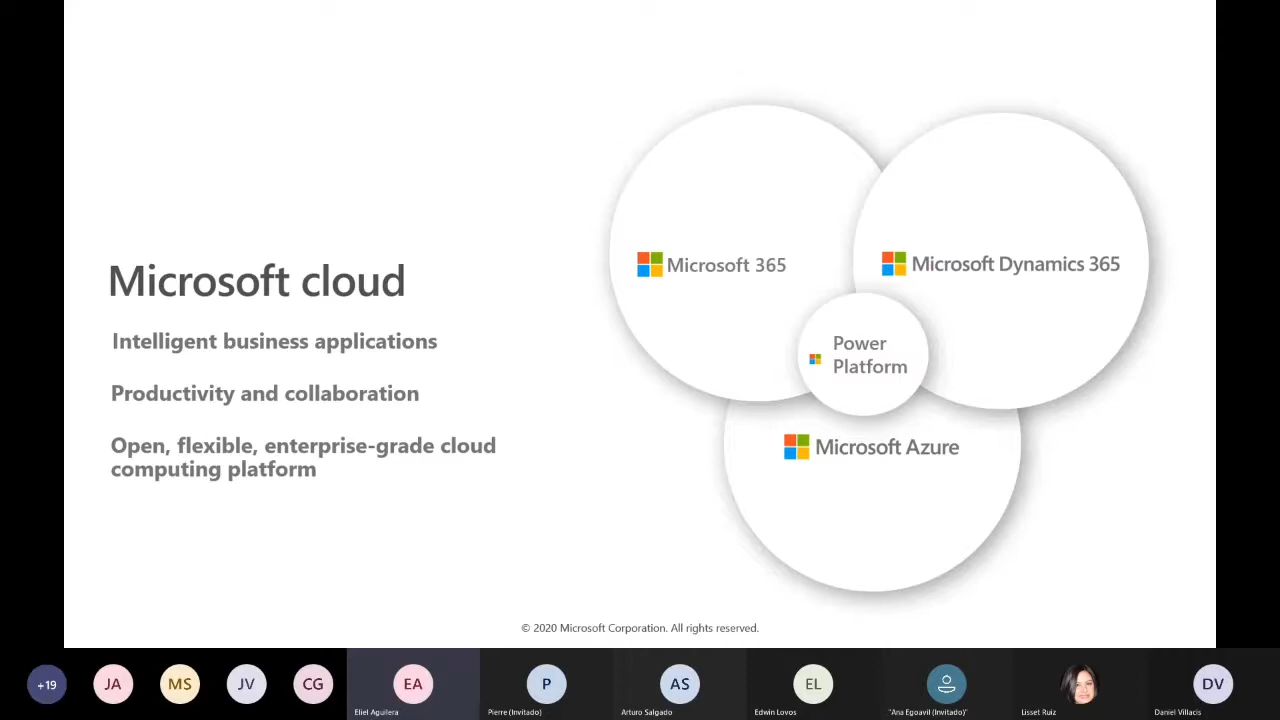 Microsoft cloud
Intelligent business applications
Productivity and collaboration
Open, flexible, enterprise-grade cloud
computing platform
Microsoft 365
Microsoft Dynamics 365
Power
Platform
Microsoft Azure
© 2020 Microsoft Corporation. All rights reserved.
+19
JA
MS
JV
CG
EA
Eliel Aguilera
P
Pierre (Invitado)
AS
Arturo Salgado
EL
Edwin Lovos
"Ana Egoavil (Invitado)"
Lisset Ruiz
DV
Daniel Villacis